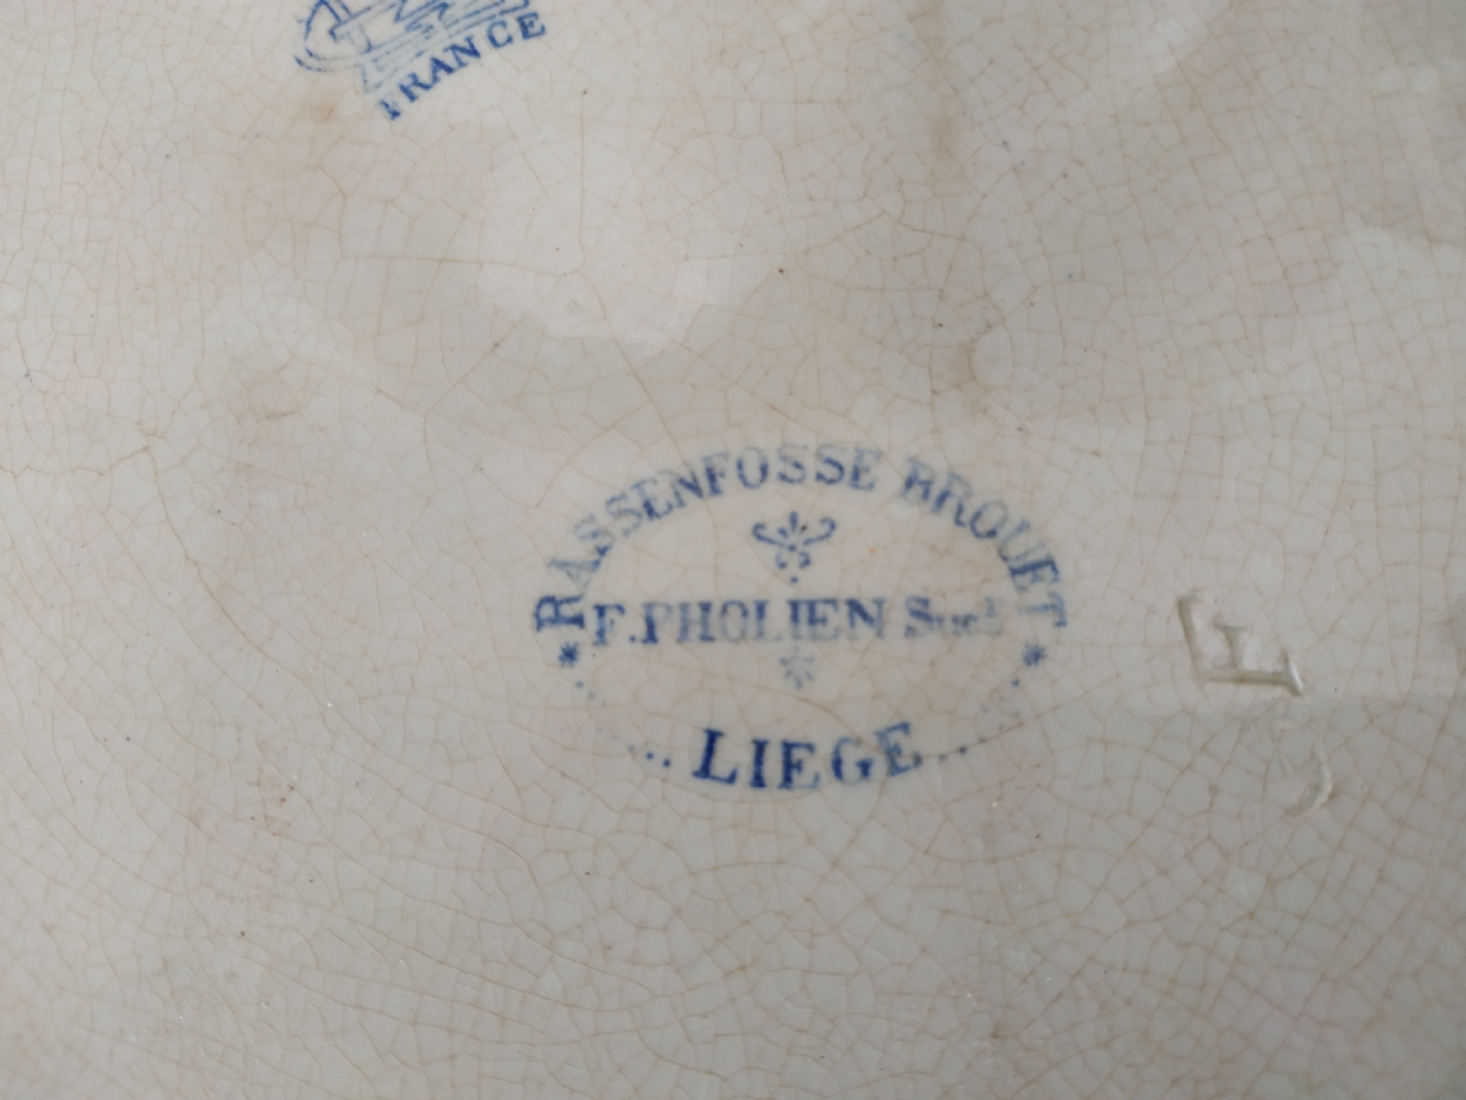 FRANCE
RASSENFOSSE BROUET
F.PHOLIEN Sucr
LIEGE